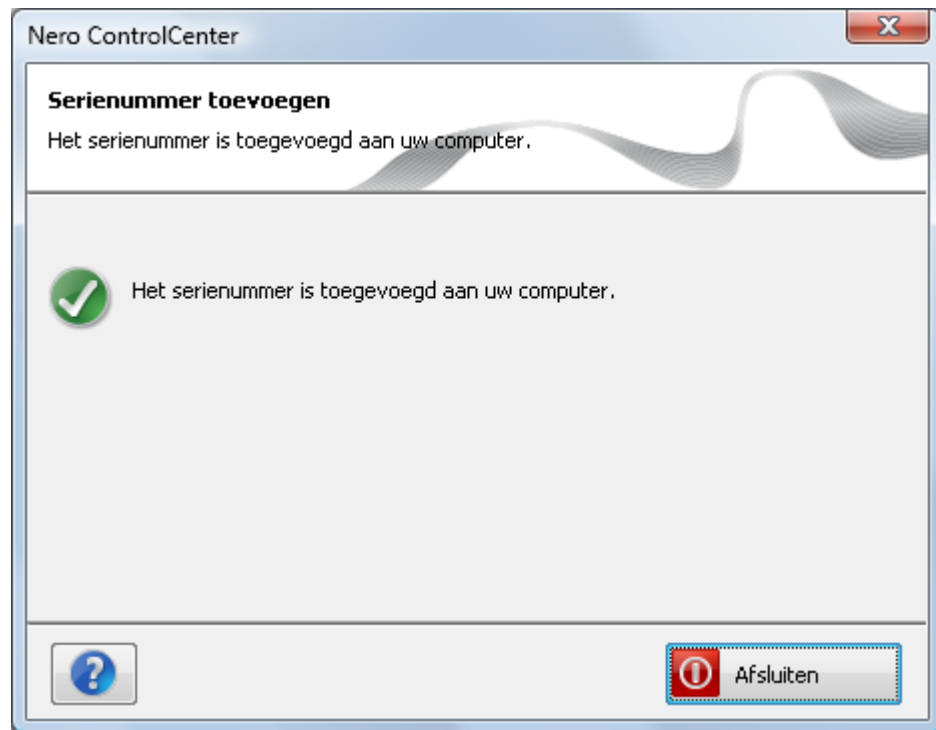 Nero ControlCenter
Serienummer toevoegen
Het serienummer is toegevoegd aan uw computer.
Het serienummer is toegevoegd aan uw computer.
Afsluiten